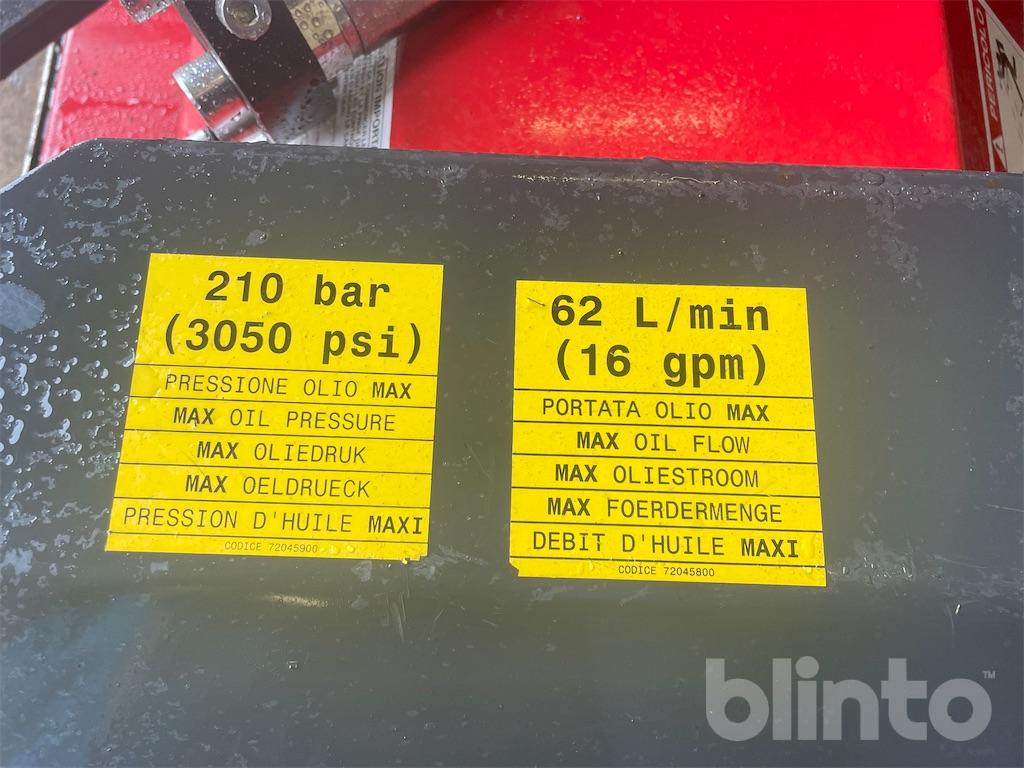 PERICOLO
210 bar
(3050 psi)
PRESSIONE OLIO MAX
MAX OIL PRESSURE
MAX OLIEDRUK
MAX OELDRUECK
PRESSION D'HUILE MAXI
CODICE 72045900
62 L/min
(16 gpm)
PORTATA OLIO MAX
MAX OIL FLOW
MAX OLIESTROOM
MAX FOERDERMENGE
DEBIT D'HUILE MAXI
CODICE 72045800
blinto™